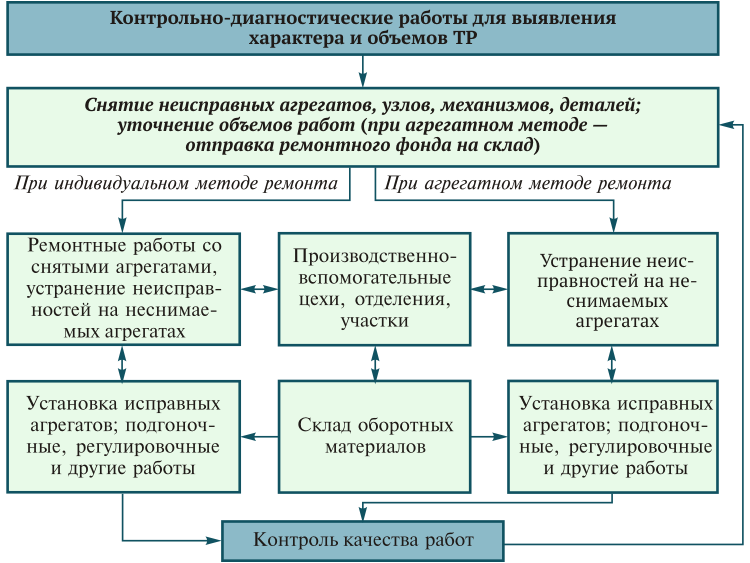 Контрольно-диагностические работы для выявления
характера и объемов ТР
Снятие неисправных агрегатов, узлов, механизмов, деталей;
уточнение объемов работ (при агрегатном методе —
отправка ремонтного фонда на склад)
При индивидуальном методе ремонта
При агрегатном методе ремонта
Ремонтные работы со
снятыми агрегатами,
устранение неисправ-
ностей на неснимае-
мых агрегатах
Производственно-
вспомогательные
цехи, отделения,
участки
Устранение неис-
правностей на не-
снимаемых
агрегатах
Установка исправных
агрегатов; подгоноч-
ные, регулировочные
и другие работы
Склад оборотных
материалов
Установка исправных
агрегатов; подгоноч-
ные, регулировочные
и другие работы
Контроль качества работ